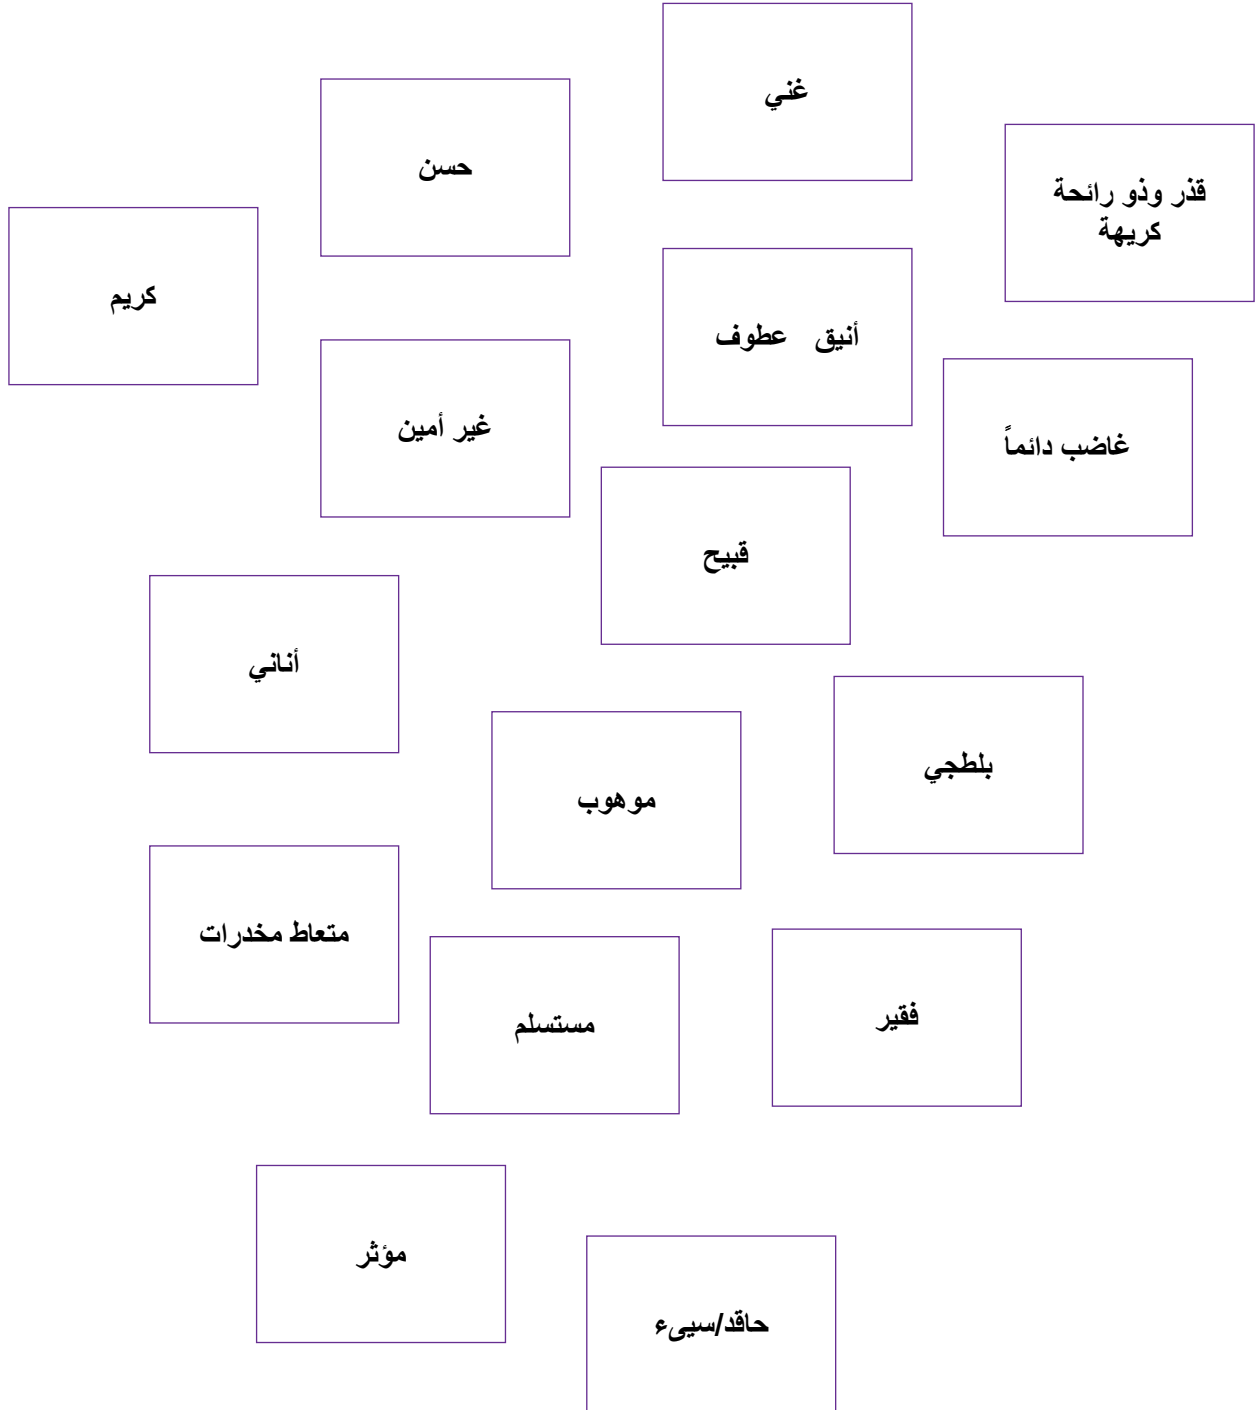 غني
حسن
قذر وذو رائحة
كريهة
كريم
أنيق عطوف
غير أمين
غاضب دائماً
قبيح
أناني
بلطجي
موهوب
متعاط مخدرات
فقير
مستسلم
مؤثر
حاقد/سيىء